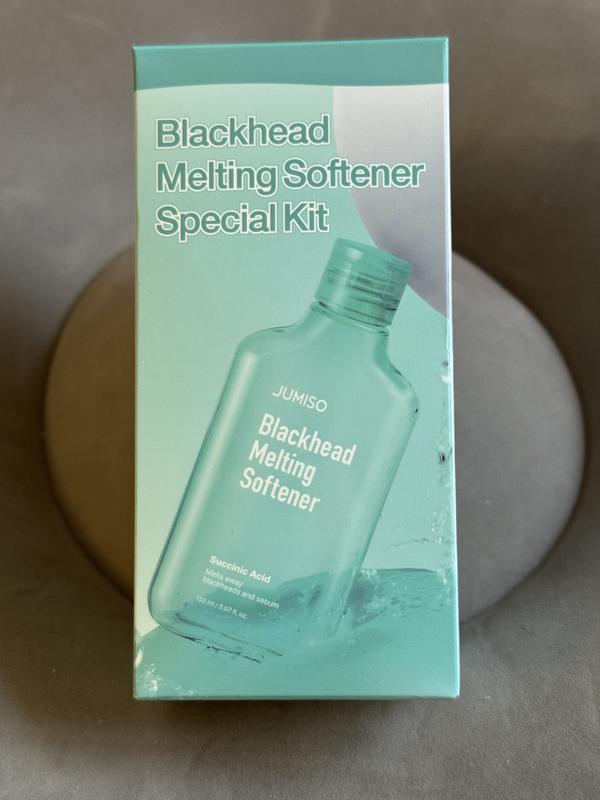 Blackhead
Melting Softener
Special Kit
JUMISO
Blackhead
Melting
Softener
Succinic Acid
Melts away
blackheads and sebum
150 ml / 5.07 fl. oz.